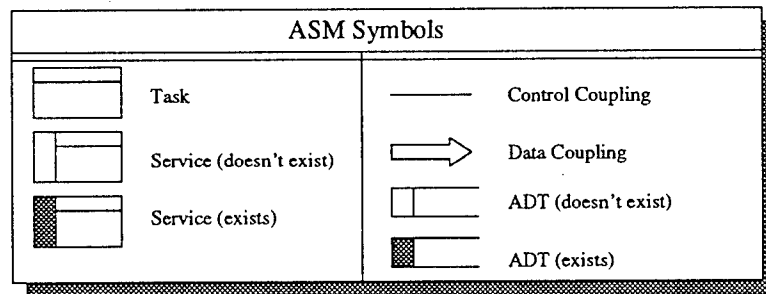 ASM Symbols
Task
Service (doesn't exist)
Service (exists)
Control Coupling
Data Coupling
ADT (doesn't exist)
ADT (exists)